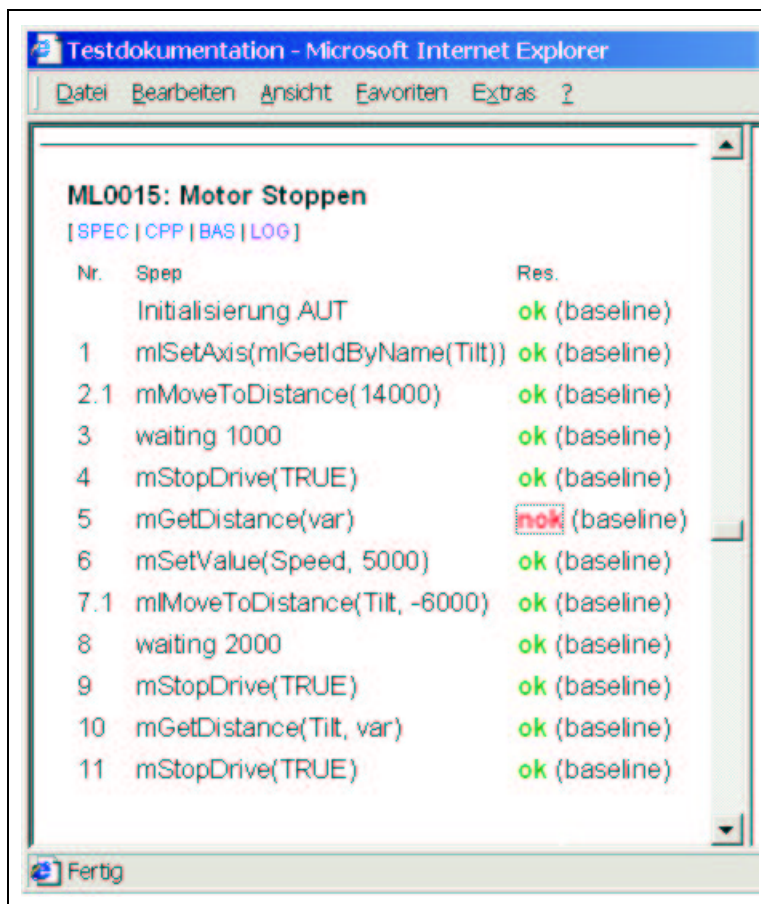 Testdokumentation - Microsoft Internet Explorer
Datei Bearbeiten Ansicht Favoriten Extras ?
ML0015: Motor Stoppen
[ SPEC | CPP | BAS | LOG ]
Nr. Spep Res.
Initialisierung AUT ok (baseline)
1 mlSetAxis(mlGetIdByName(Tilt)) ok (baseline)
2.1 mMoveToDistance(14000) ok (baseline)
3 waiting 1000 ok (baseline)
4 mStopDrive(TRUE) ok (baseline)
5 mGetDistance(var) nok (baseline)
6 mSetValue(Speed, 5000) ok (baseline)
7.1 mlMoveToDistance(Tilt, -6000) ok (baseline)
8 waiting 2000 ok (baseline)
9 mStopDrive(TRUE) ok (baseline)
10 mGetDistance(Tilt, var) ok (baseline)
11 mStopDrive(TRUE) ok (baseline)
Fertig